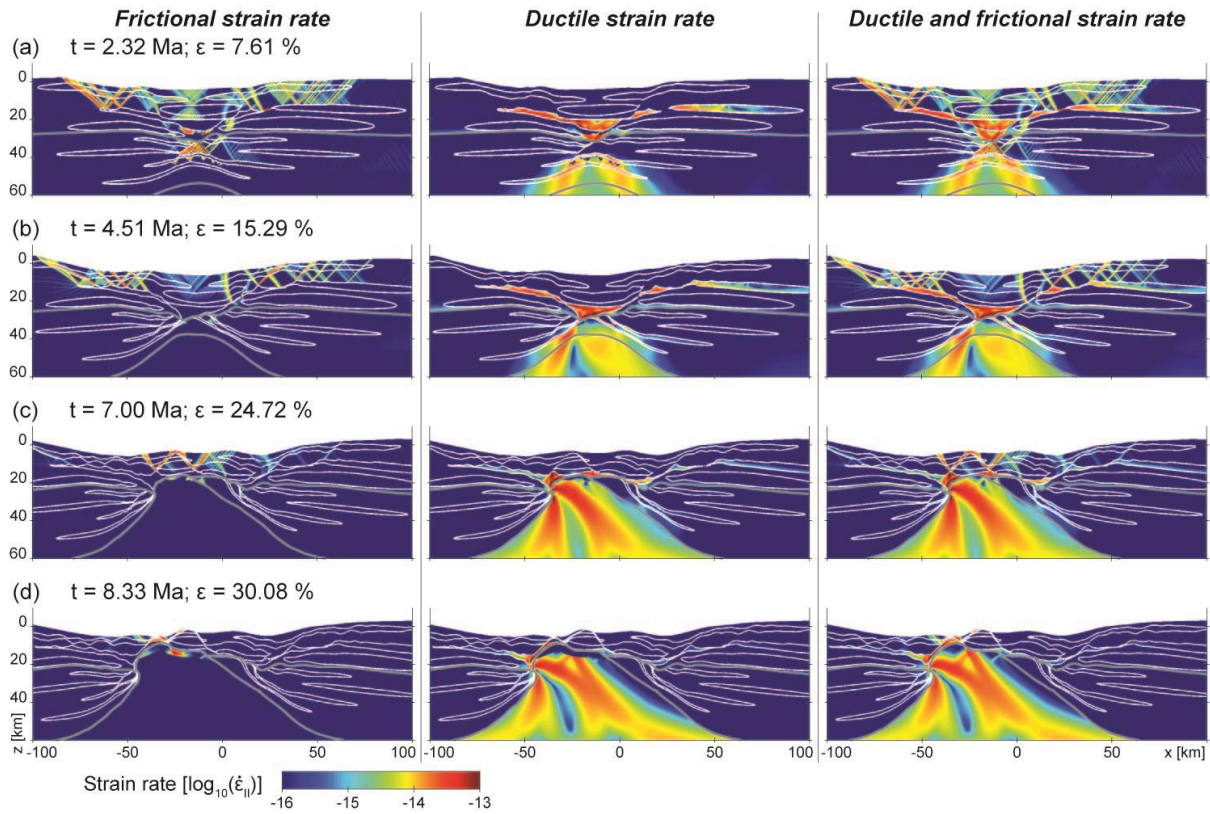 Frictional strain rate Ductile strain rate Ductile and frictional strain rate
(a) t = 2.32 Ma; ε = 7.61 %
0
20
40
60
(b) t = 4.51 Ma; ε = 15.29 %
0
20
40
60
(c) t = 7.00 Ma; ε = 24.72 %
0
20
40
60
(d) t = 8.33 Ma; ε = 30.08 %
0
20
40
z [km]
-100 -50 0 50 100 -100 -50 0 50 100 -100 -50 0 50 x [km]
Strain rate [log₁₀(ε̇_II)]
-16 -15 -14 -13